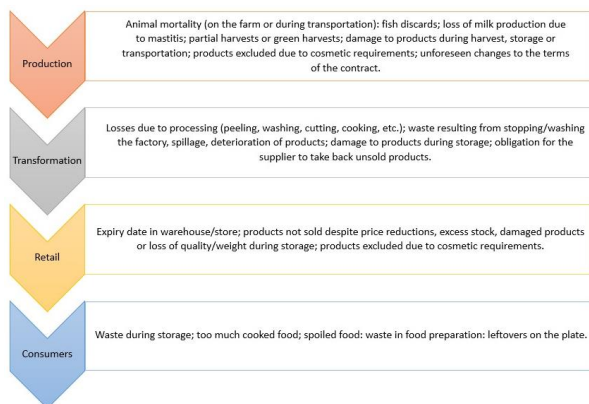 Production
Animal mortality (on the farm or during transportation): fish discards; loss of milk production due
to mastitis; partial harvests or green harvests; damage to products during harvest, storage or
transportation; products excluded due to cosmetic requirements; unforeseen changes to the terms
of the contract.
Transformation
Losses due to processing (peeling, washing, cutting, cooking, etc.); waste resulting from stopping/washing
the factory, spillage, deterioration of products; damage to products during storage; obligation for the
supplier to take back unsold products.
Retail
Expiry date in warehouse/store; products not sold despite price reductions, excess stock, damaged products
or loss of quality/weight during storage; products excluded due to cosmetic requirements.
Consumers
Waste during storage; too much cooked food; spoiled food: waste in food preparation: leftovers on the plate.